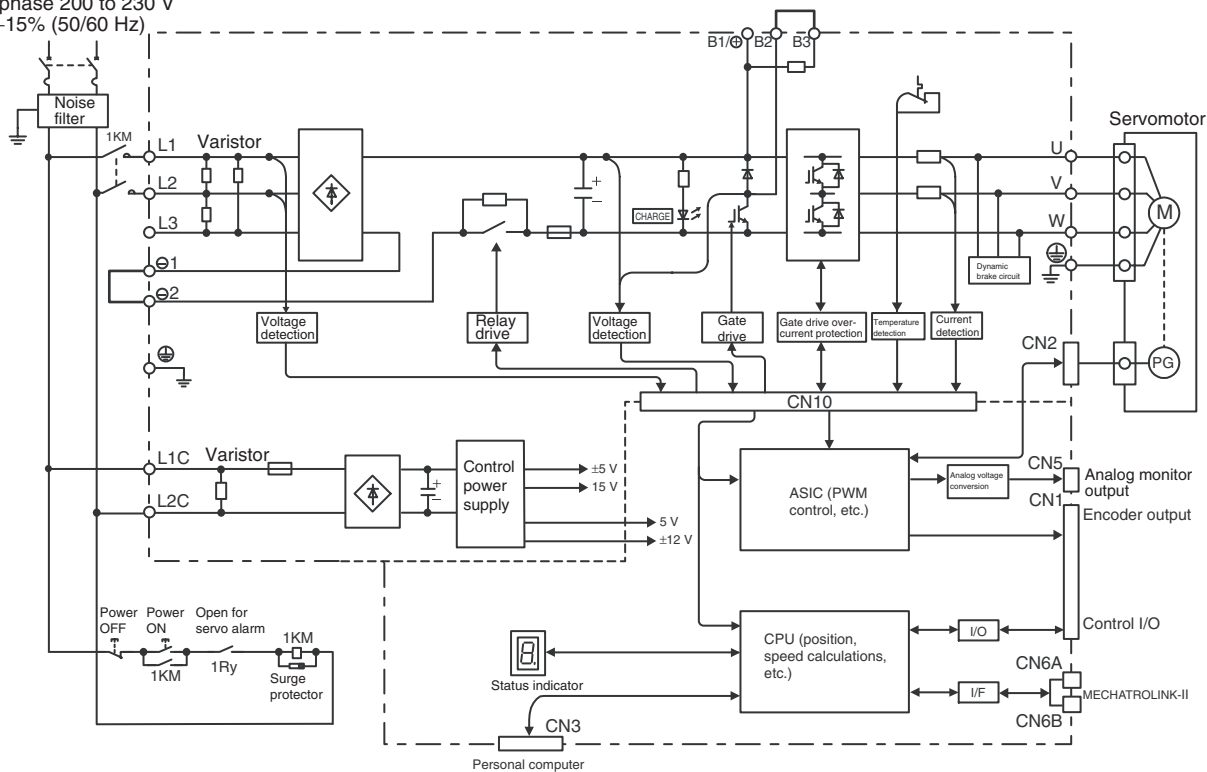 phase 200 to 230 V
-15% (50/60 Hz)
B1/⊕ B2 B3
Noise
filter
1KM
L1
Varistor
L2
L3
⊖1
⊖2
+
–
CHARGE
U
V
W
Servomotor
M
PG
Dynamic
brake circuit
Voltage
detection
Relay
drive
Voltage
detection
Gate
drive
Gate drive over-
current protection
Temperature
detection
Current
detection
CN2
CN10
L1C
Varistor
L2C
+
–
Control
power
supply
±5 V
15 V
5 V
±12 V
ASIC (PWM
control, etc.)
Analog voltage
conversion
CN5
Analog monitor
output
CN1
Encoder output
Power
OFF
Power
ON
Open for
servo alarm
1KM
1KM
1Ry
Surge
protector
8.
Status indicator
CPU (position,
speed calculations,
etc.)
I/O
Control I/O
I/F
CN6A
MECHATROLINK-II
CN6B
CN3
Personal computer